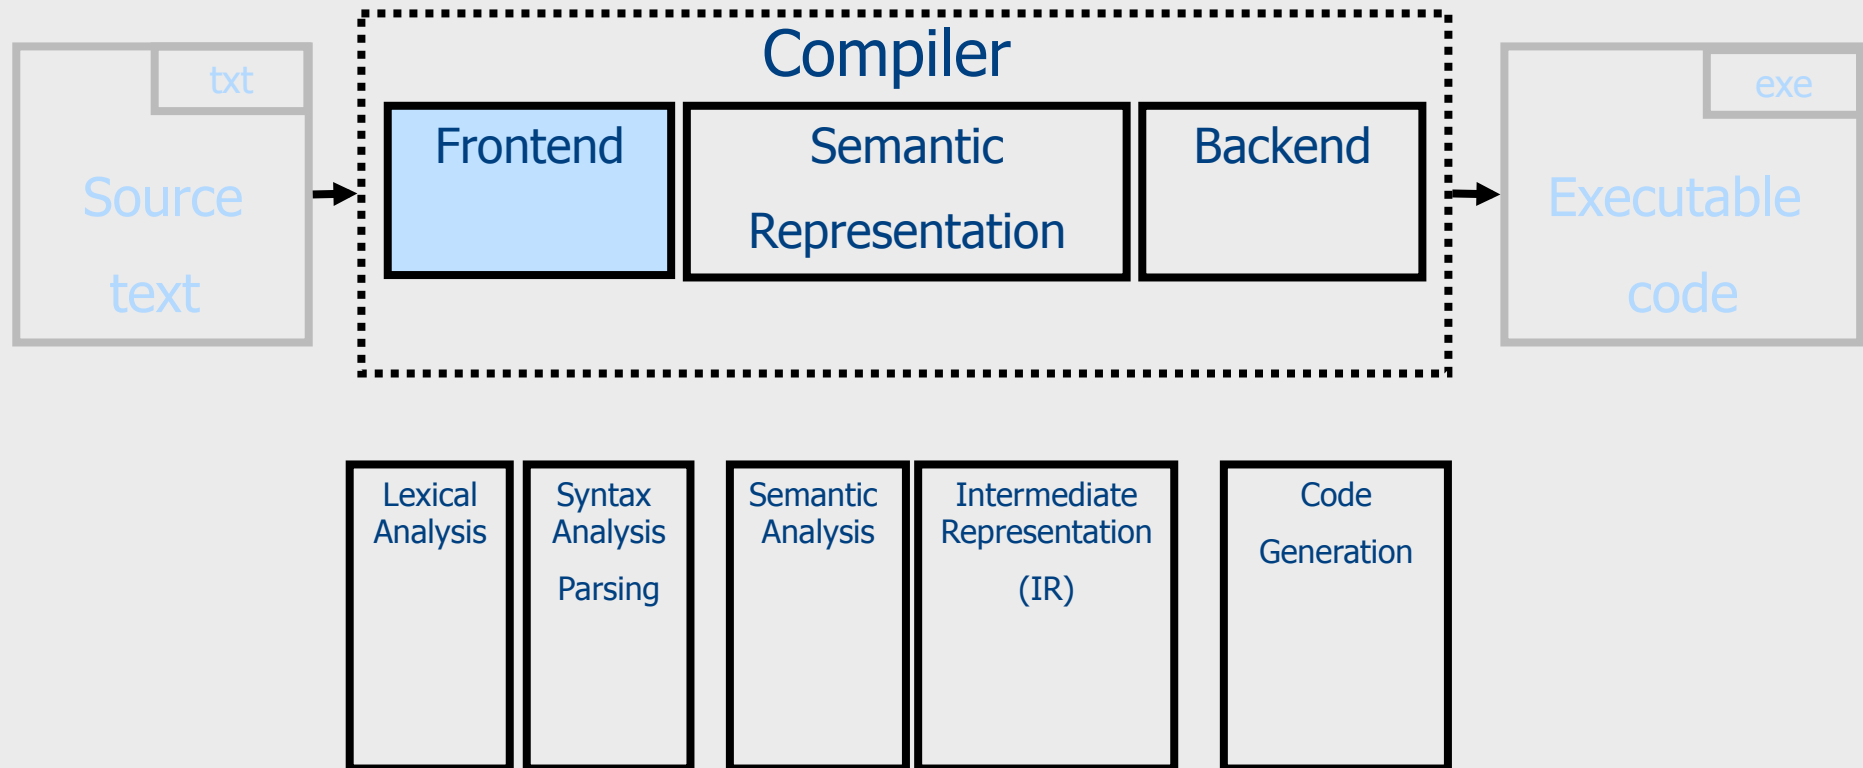 Compiler
txt
Source
text
Frontend
Semantic
Representation
Backend
exe
Executable
code
Lexical
Analysis
Syntax
Analysis
Parsing
Semantic
Analysis
Intermediate
Representation
(IR)
Code
Generation